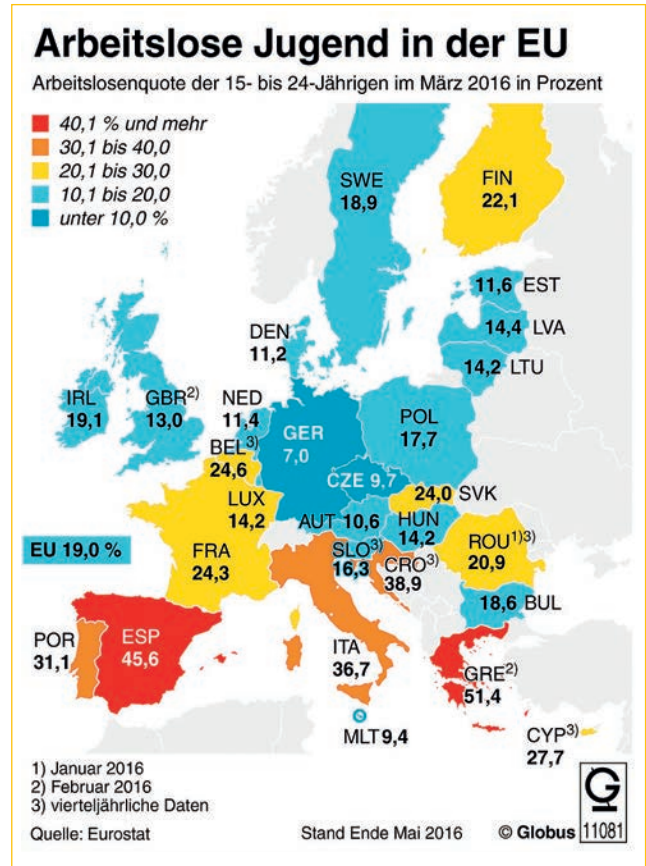 Arbeitslose Jugend in der EU
Arbeitslosenquote der 15- bis 24-Jährigen im März 2016 in Prozent
40,1 % und mehr
30,1 bis 40,0
20,1 bis 30,0
10,1 bis 20,0
unter 10,0 %
SWE
18,9
FIN
22,1
11,6 EST
14,4 LVA
14,2 LTU
DEN
11,2
IRL
19,1
GBR2)
13,0
NED
11,4
BEL3)
24,6
GER
7,0
POL
17,7
CZE 9,7
LUX
14,2
24,0 SVK
AUT 10,6
HUN
14,2
EU 19,0 %
FRA
24,3
SLO3)
16,3
CRO3)
38,9
ROU1)3)
20,9
18,6 BUL
POR
31,1
ESP
45,6
ITA
36,7
GRE2)
51,4
MLT 9,4
CYP3)
27,7
1) Januar 2016
2) Februar 2016
3) vierteljährliche Daten
Quelle: Eurostat
Stand Ende Mai 2016
© Globus 11081
G